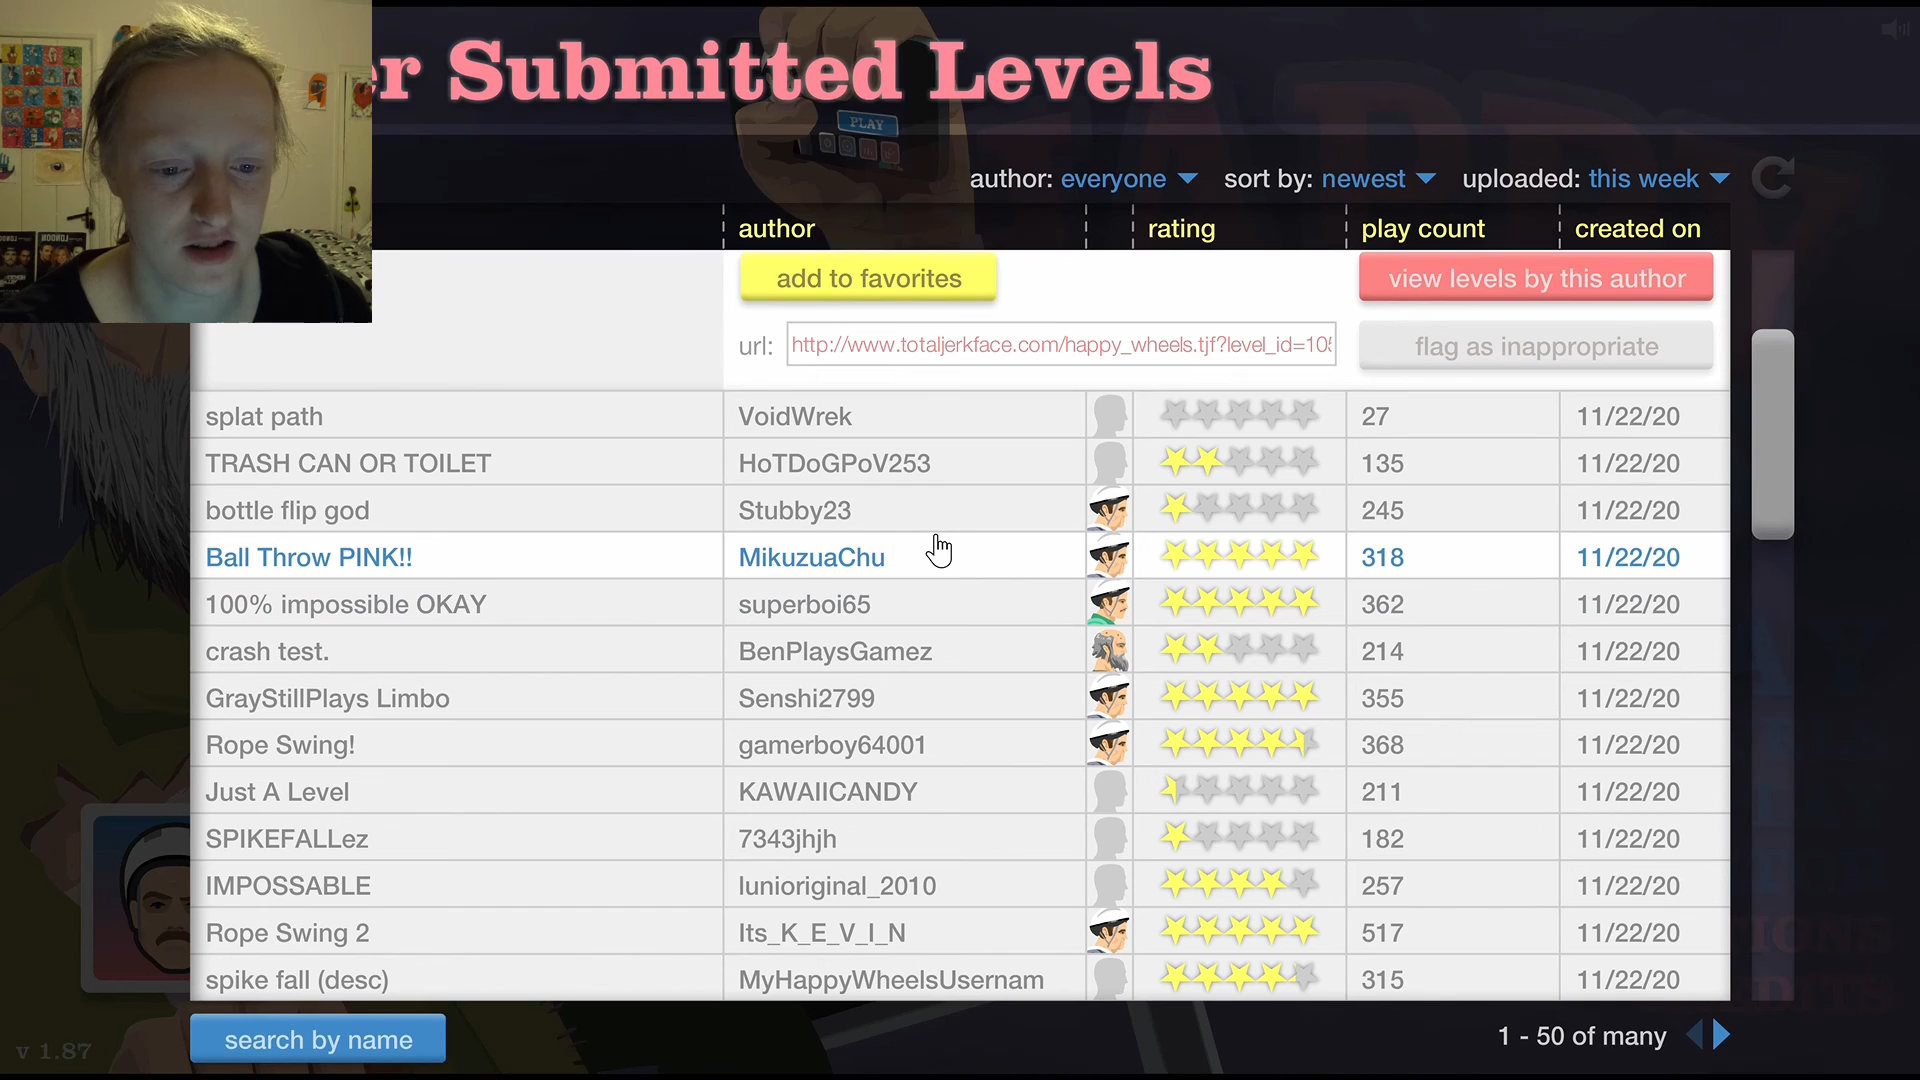 er Submitted Levels
PLAY
author: everyone sort by: newest uploaded: this week
author rating play count created on
add to favorites view levels by this author
url: http://www.totaljerkface.com/happy_wheels.tjf?level_id=10 flag as inappropriate
splat path VoidWrek 27 11/22/20
TRASH CAN OR TOILET HoTDoGPoV253 135 11/22/20
bottle flip god Stubby23 245 11/22/20
Ball Throw PINK!! MikuzuaChu 318 11/22/20
100% impossible OKAY superboi65 362 11/22/20
crash test. BenPlaysGamez 214 11/22/20
GrayStillPlays Limbo Senshi2799 355 11/22/20
Rope Swing! gamerboy64001 368 11/22/20
Just A Level KAWAIICANDY 211 11/22/20
SPIKEFALLez 7343jhjh 182 11/22/20
IMPOSSABLE lunioriginal_2010 257 11/22/20
Rope Swing 2 Its_K_E_V_I_N 517 11/22/20
spike fall (desc) MyHappyWheelsUsernam 315 11/22/20
search by name 1 - 50 of many
v 1.87